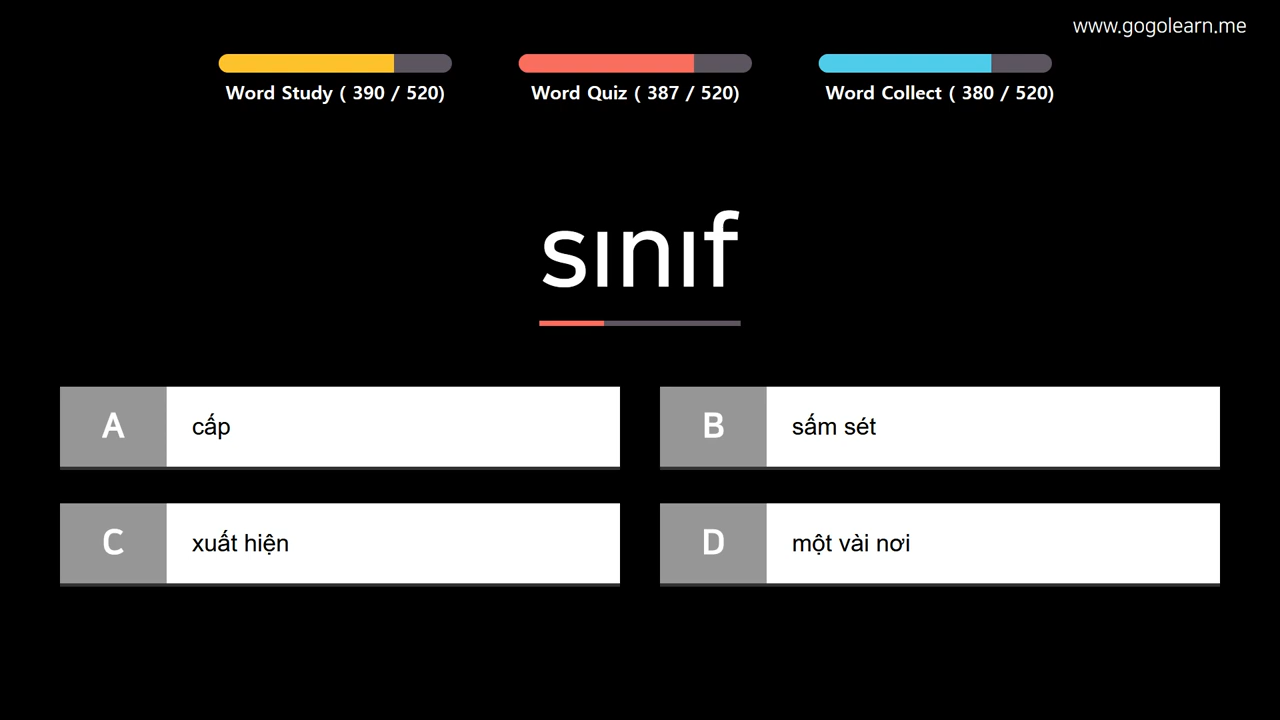 www.gogolearn.me
Word Study ( 390 / 520)
Word Quiz ( 387 / 520)
Word Collect ( 380 / 520)
sınıf
A cấp
B sấm sét
C xuất hiện
D một vài nơi